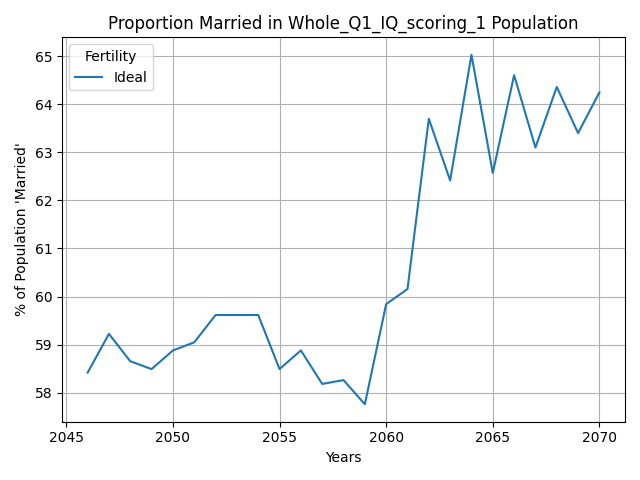 Proportion Married in Whole_Q1_IQ_scoring_1 Population
Fertility
Ideal
% of Population 'Married'
65
64
63
62
61
60
59
58
2045
2050
2055
2060
2065
2070
Years